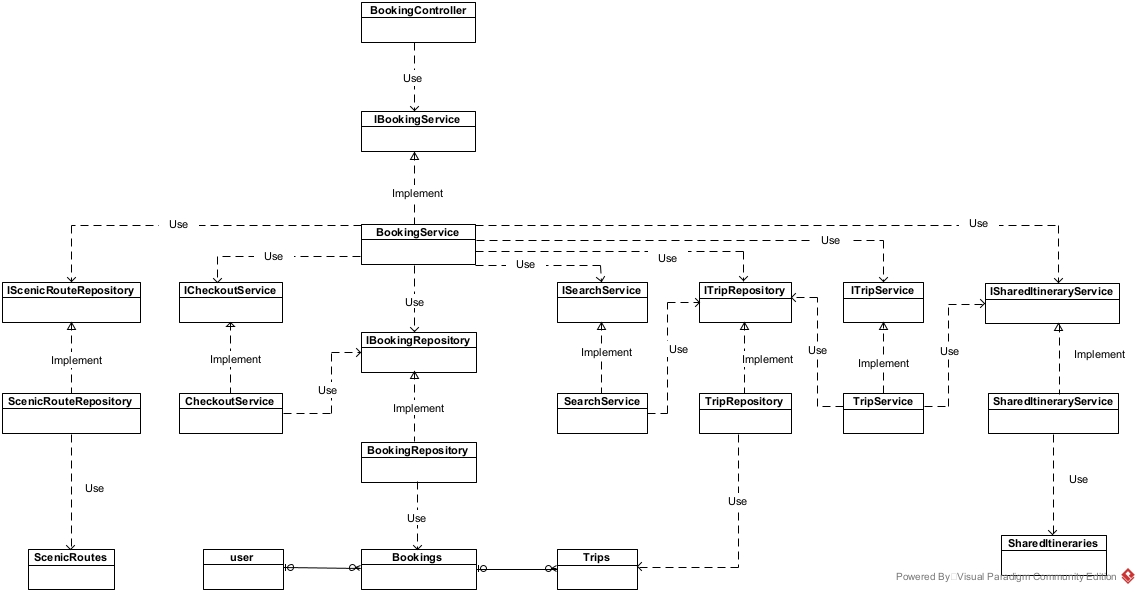 BookingController
Use
IBookingService
Implement
Use
BookingService
Use
Use
Use
Use
Use
IScenicRouteRepository
ICheckoutService
Use
ISearchService
ITripRepository
ITripService
ISharedItineraryService
IBookingRepository
Implement
Implement
Use
Implement
Use
Implement
Use
Implement
Use
Implement
ScenicRouteRepository
CheckoutService
Implement
SearchService
TripRepository
TripService
SharedItineraryService
BookingRepository
Use
Use
Use
Use
ScenicRoutes
user
Bookings
Trips
SharedItineraries
Powered By Visual Paradigm Community Edition